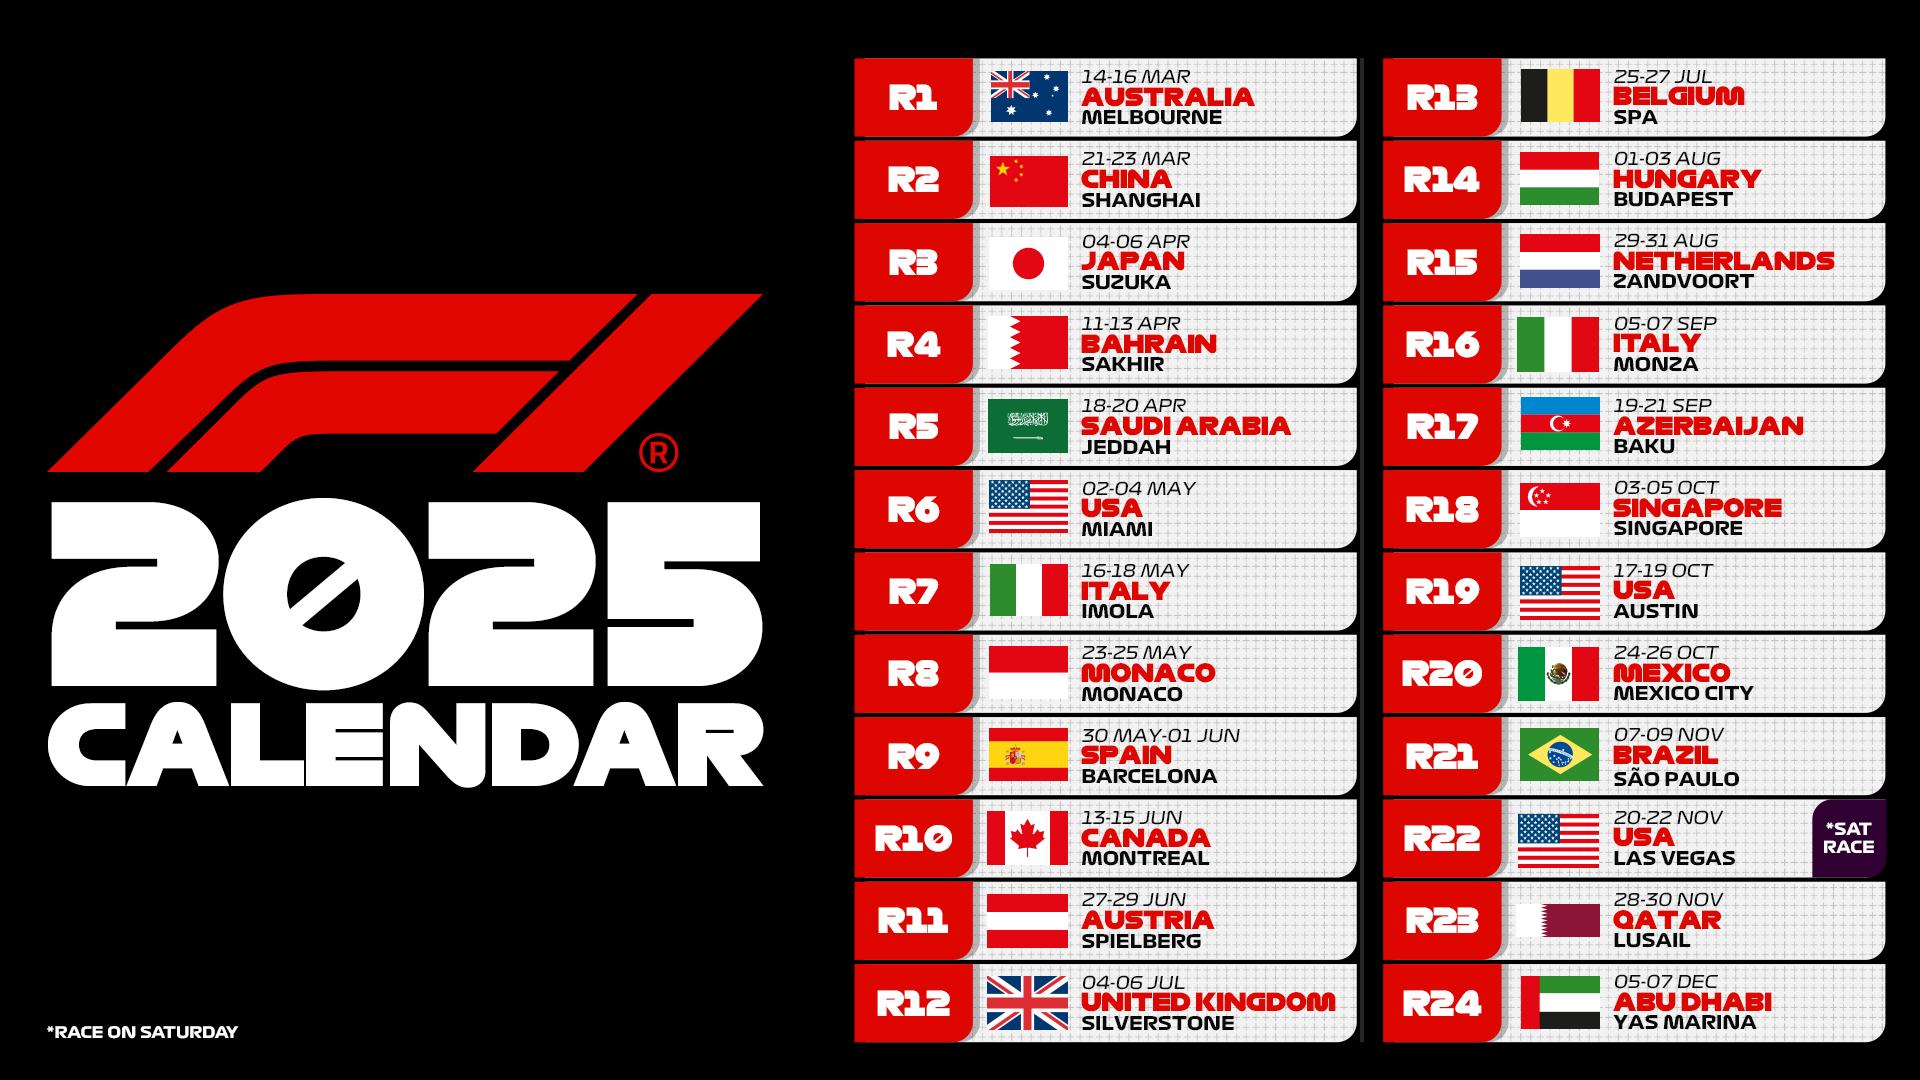 ®
2025
CALENDAR
*RACE ON SATURDAY
R1
14-16 MAR
AUSTRALIA
MELBOURNE
R2
21-23 MAR
CHINA
SHANGHAI
R3
04-06 APR
JAPAN
SUZUKA
R4
11-13 APR
BAHRAIN
SAKHIR
R5
18-20 APR
SAUDI ARABIA
JEDDAH
R6
02-04 MAY
USA
MIAMI
R7
16-18 MAY
ITALY
IMOLA
R8
23-25 MAY
MONACO
MONACO
R9
30 MAY-01 JUN
SPAIN
BARCELONA
R10
13-15 JUN
CANADA
MONTREAL
R11
27-29 JUN
AUSTRIA
SPIELBERG
R12
04-06 JUL
UNITED KINGDOM
SILVERSTONE
R13
25-27 JUL
BELGIUM
SPA
R14
01-03 AUG
HUNGARY
BUDAPEST
R15
29-31 AUG
NETHERLANDS
ZANDVOORT
R16
05-07 SEP
ITALY
MONZA
R17
19-21 SEP
AZERBAIJAN
BAKU
R18
03-05 OCT
SINGAPORE
SINGAPORE
R19
17-19 OCT
USA
AUSTIN
R20
24-26 OCT
MEXICO
MEXICO CITY
R21
07-09 NOV
BRAZIL
SÃO PAULO
R22
20-22 NOV
USA
LAS VEGAS
*SAT
RACE
R23
28-30 NOV
QATAR
LUSAIL
R24
05-07 DEC
ABU DHABI
YAS MARINA